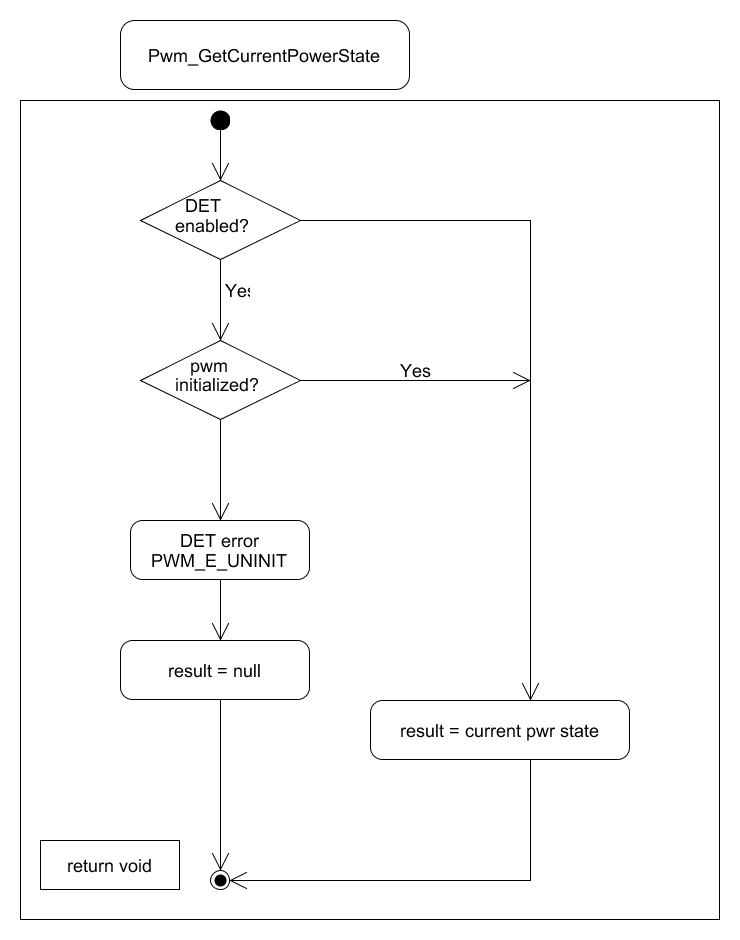 Pwm_GetCurrentPowerState
DET
enabled?
Yes
pwm
initialized?
Yes
DET error
PWM_E_UNINIT
result = null
result = current pwr state
return void